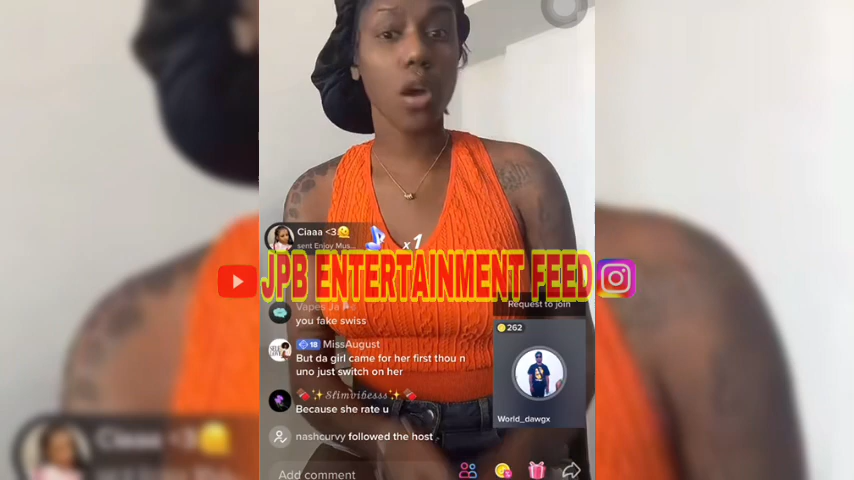 Ciaaa <3🫠
sent Enjoy Mus...
x1
JPB ENTERTAINMENT FEED
Request to join
Vapes Ja
you fake swiss
262
18 MissAugust
But da girl came for her first thou n
uno just switch on her
🍫✨𝓢𝓵𝓲𝓶𝓿𝓲𝓫𝓮𝓼𝓼𝓼✨🍫
Because she rate u
World_dawgx
nashcurvy followed the host
Add comment